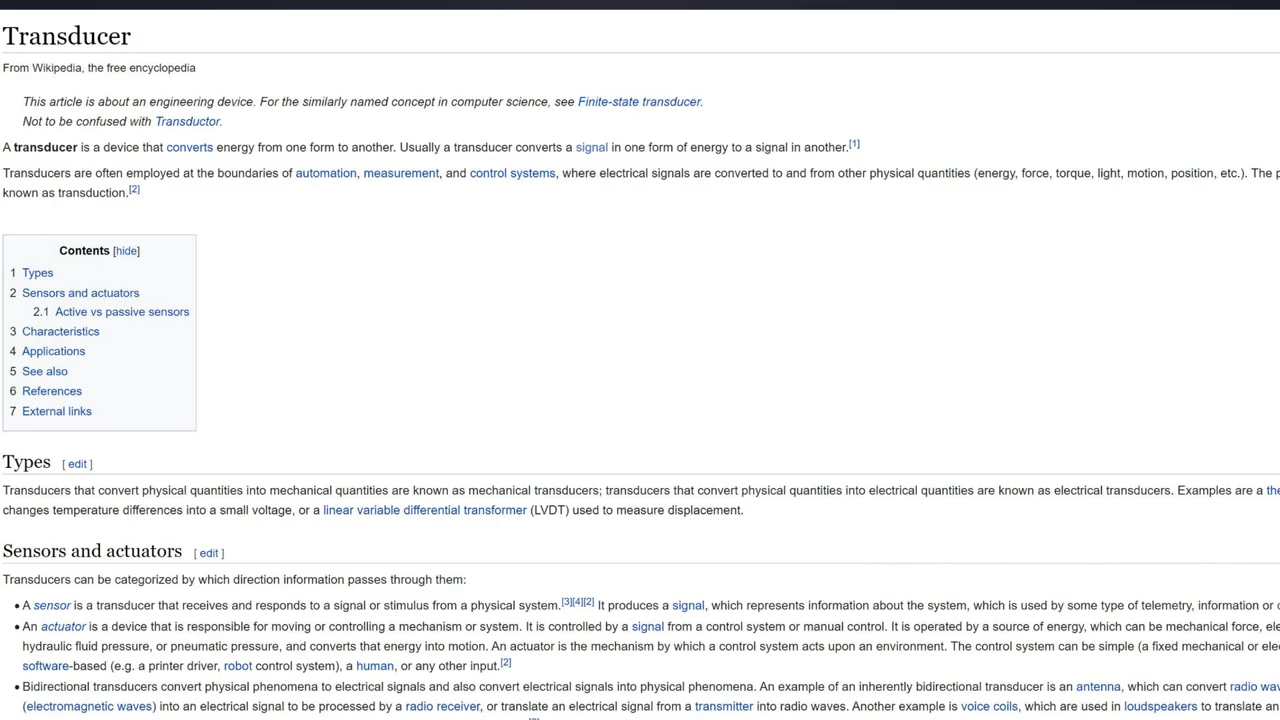 Transducer
From Wikipedia, the free encyclopedia
This article is about an engineering device. For the similarly named concept in computer science, see Finite-state transducer.
Not to be confused with Transductor.
A transducer is a device that converts energy from one form to another. Usually a transducer converts a signal in one form of energy to a signal in another.[1]
Transducers are often employed at the boundaries of automation, measurement, and control systems, where electrical signals are converted to and from other physical quantities (energy, force, torque, light, motion, position, etc.). The
known as transduction.[2]
Contents [hide]
1 Types
2 Sensors and actuators
2.1 Active vs passive sensors
3 Characteristics
4 Applications
5 See also
6 References
7 External links
Types [ edit ]
Transducers that convert physical quantities into mechanical quantities are known as mechanical transducers; transducers that convert physical quantities into electrical quantities are known as electrical transducers. Examples are a
changes temperature differences into a small voltage, or a linear variable differential transformer (LVDT) used to measure displacement.
Sensors and actuators [ edit ]
Transducers can be categorized by which direction information passes through them:
• A sensor is a transducer that receives and responds to a signal or stimulus from a physical system.[3][4][2] It produces a signal, which represents information about the system, which is used by some type of telemetry, information or
• An actuator is a device that is responsible for moving or controlling a mechanism or system. It is controlled by a signal from a control system or manual control. It is operated by a source of energy, which can be mechanical force,
hydraulic fluid pressure, or pneumatic pressure, and converts that energy into motion. An actuator is the mechanism by which a control system acts upon an environment. The control system can be simple (a fixed mechanical or
software-based (e.g. a printer driver, robot control system), a human, or any other input.[2]
• Bidirectional transducers convert physical phenomena to electrical signals and also convert electrical signals into physical phenomena. An example of an inherently bidirectional transducer is an antenna, which can convert radio
(electromagnetic waves) into an electrical signal to be processed by a radio receiver, or translate an electrical signal from a transmitter into radio waves. Another example is voice coils, which are used in loudspeakers to translate an